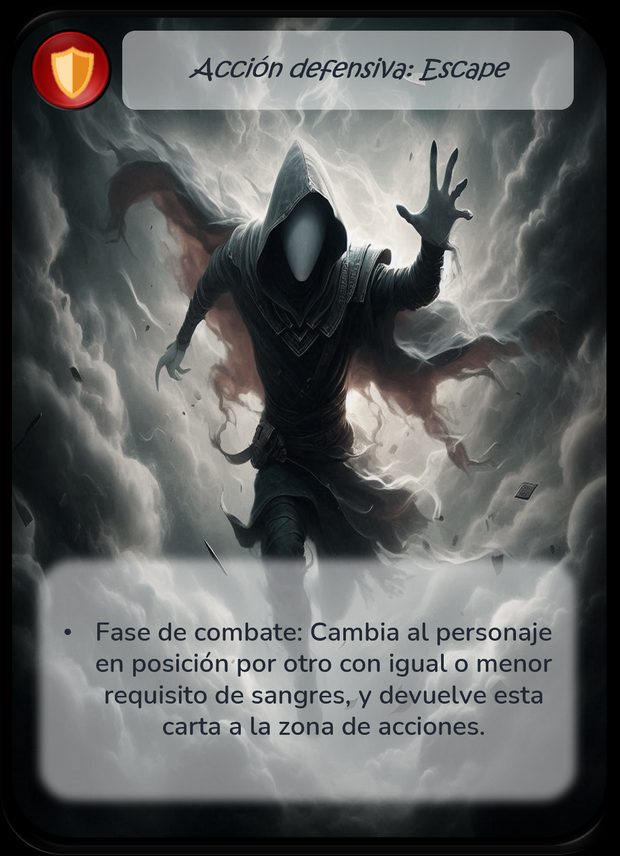 Acción defensiva: Escape
• Fase de combate: Cambia al personaje
en posición por otro con igual o menor
requisito de sangres, y devuelve esta
carta a la zona de acciones.